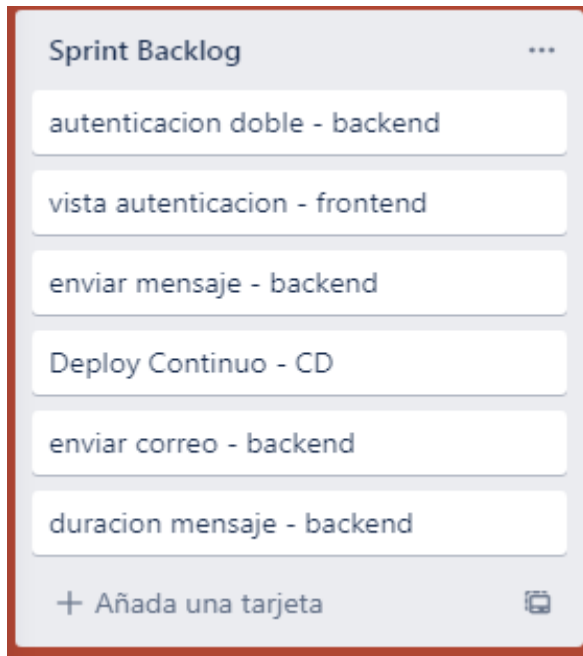 Sprint Backlog
autenticacion doble - backend
vista autenticacion - frontend
enviar mensaje - backend
Deploy Continuo - CD
enviar correo - backend
duracion mensaje - backend
+ Añada una tarjeta